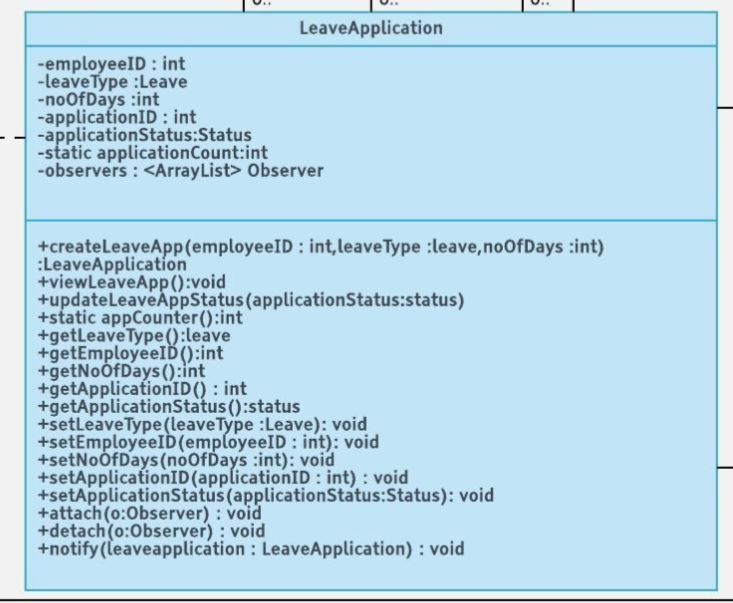 0.. 0.. 0..
LeaveApplication
-employeeID : int
-leaveType :Leave
-noOfDays :int
-applicationID : int
-applicationStatus:Status
-static applicationCount:int
-observers : <ArrayList> Observer
+createLeaveApp(employeeID : int,leaveType :leave,noOfDays :int)
:LeaveApplication
+viewLeaveApp():void
+updateLeaveAppStatus(applicationStatus:status)
+static appCounter():int
+getLeaveType():leave
+getEmployeeID():int
+getNoOfDays():int
+getApplicationID() : int
+getApplicationStatus():status
+setLeaveType(leaveType :Leave): void
+setEmployeeID(employeeID : int): void
+setNoOfDays(noOfDays :int): void
+setApplicationID(applicationID : int) : void
+setApplicationStatus(applicationStatus:Status): void
+attach(o:Observer) : void
+detach(o:Observer) : void
+notify(leaveapplication : LeaveApplication) : void